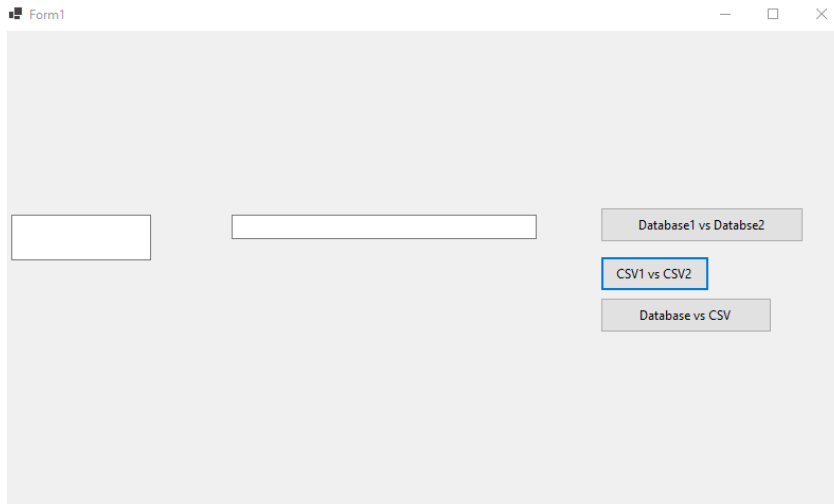 Form1
Database1 vs Databse2
CSV1 vs CSV2
Database vs CSV